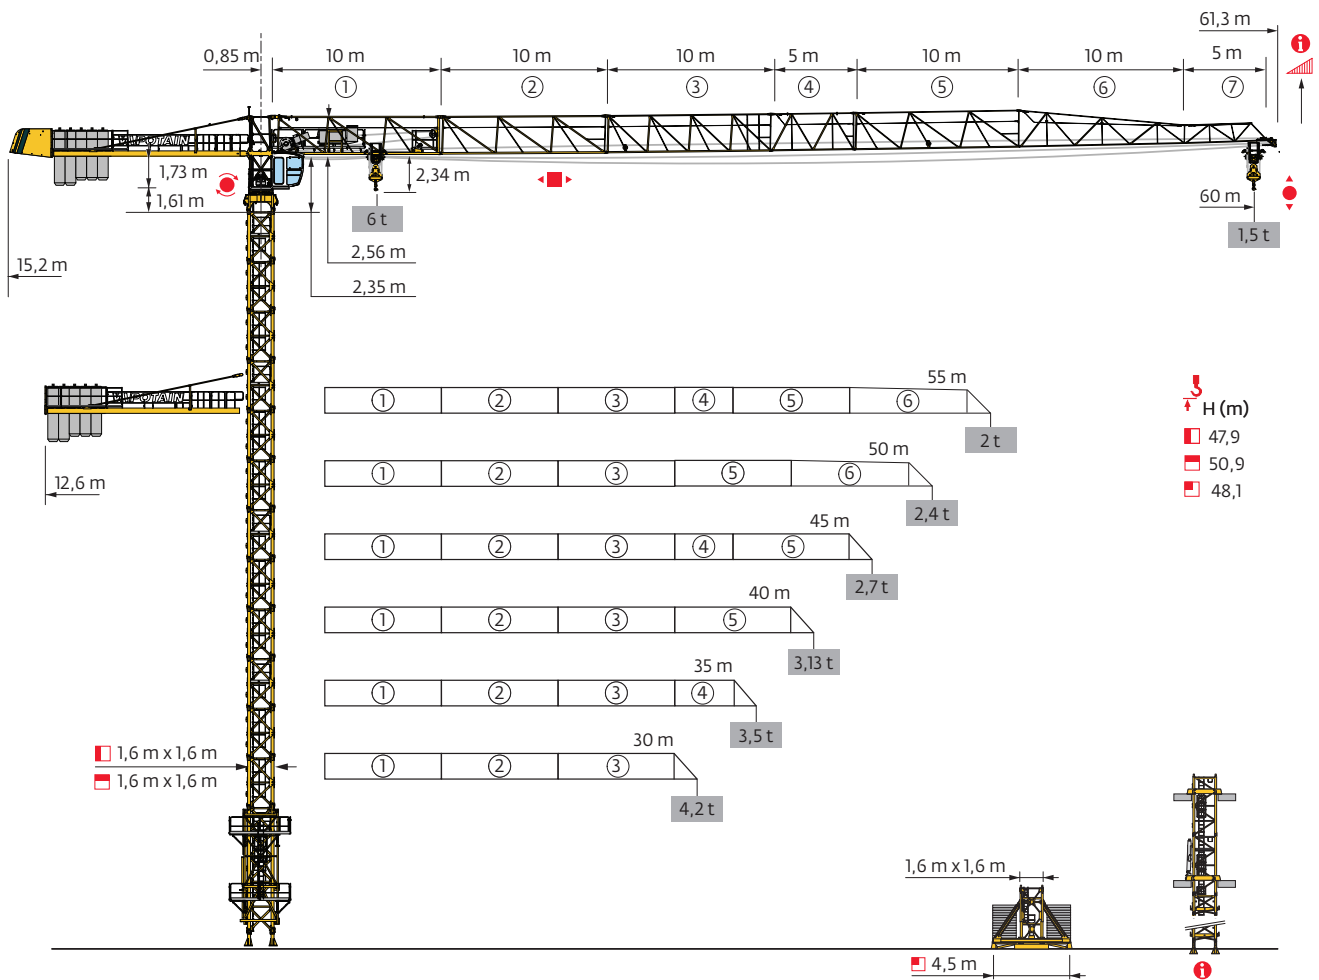 61,3 m
0,85 m 10 m 10 m 10 m 5 m 10 m 10 m 5 m
1 2 3 4 5 6 7
POTAIN
1,73 m
2,34 m
1,61 m
6 t
60 m
1,5 t
2,56 m
15,2 m
2,35 m
POTAIN
12,6 m
55 m
1 2 3 4 5 6
2 t
50 m
1 2 3 5 6
2,4 t
45 m
1 2 3 4 5
2,7 t
40 m
1 2 3 5
3,13 t
35 m
1 2 3 4
3,5 t
30 m
1 2 3
4,2 t
H (m)
47,9
50,9
48,1
1,6 m x 1,6 m
1,6 m x 1,6 m
1,6 m x 1,6 m
4,5 m
i
i